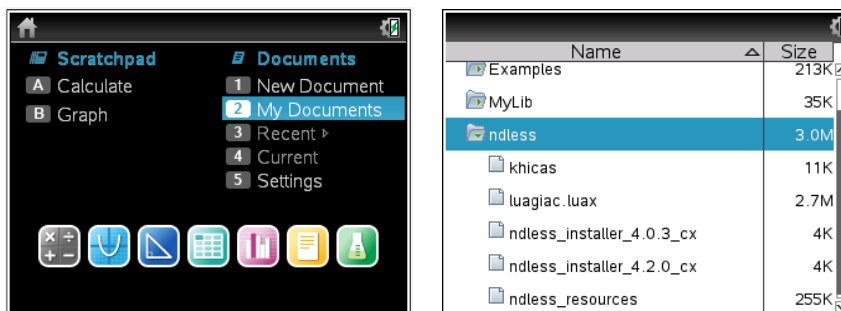 Scratchpad
A Calculate
B Graph
Documents
1 New Document
2 My Documents
3 Recent ▹
4 Current
5 Settings
Name Size
Examples 213K
MyLib 35K
ndless 3.0M
khicas 11K
luagiac.luax 2.7M
ndless_installer_4.0.3_cx 4K
ndless_installer_4.2.0_cx 4K
ndless_resources 255K